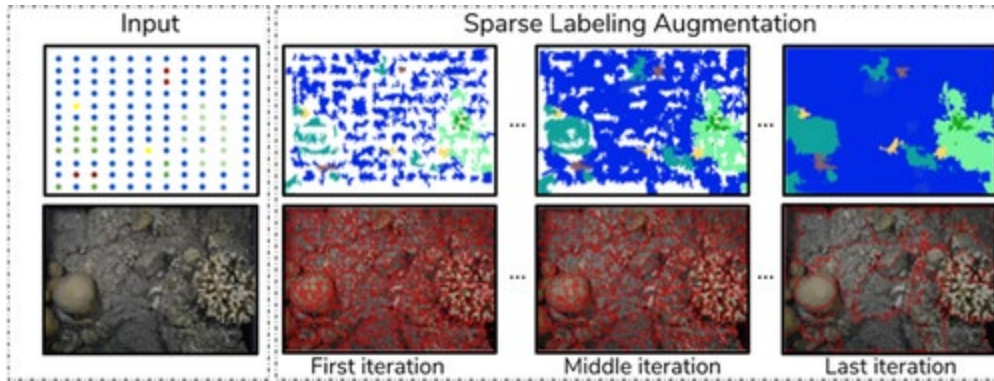 Input
Sparse Labeling Augmentation
...
...
...
...
First iteration
Middle iteration
Last iteration